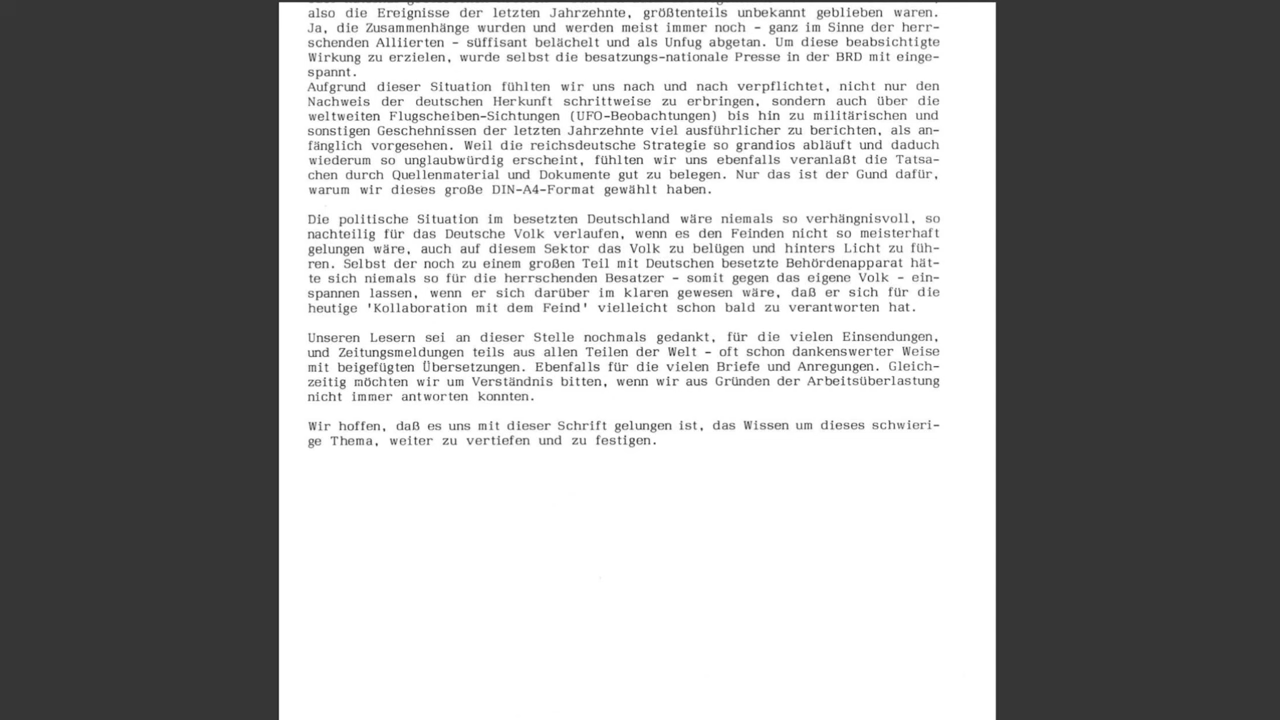 also die Ereignisse der letzten Jahrzehnte, größtenteils unbekannt geblieben waren.
Ja, die Zusammenhänge wurden und werden meist immer noch - ganz im Sinne der herr-
schenden Alliierten - süffisant belächelt und als Unfug abgetan. Um diese beabsichtigte
Wirkung zu erzielen, wurde selbst die besatzungs-nationale Presse in der BRD mit einge-
spannt.
Aufgrund dieser Situation fühlten wir uns nach und nach verpflichtet, nicht nur den
Nachweis der deutschen Herkunft schrittweise zu erbringen, sondern auch über die
weltweiten Flugscheiben-Sichtungen (UFO-Beobachtungen) bis hin zu militärischen und
sonstigen Geschehnissen der letzten Jahrzehnte viel ausführlicher zu berichten, als an-
fänglich vorgesehen. Weil die reichsdeutsche Strategie so grandios abläuft und daduch
wiederum so unglaubwürdig erscheint, fühlten wir uns ebenfalls veranlaßt die Tatsa-
chen durch Quellenmaterial und Dokumente gut zu belegen. Nur das ist der Gund dafür,
warum wir dieses große DIN-A4-Format gewählt haben.
Die politische Situation im besetzten Deutschland wäre niemals so verhängnisvoll, so
nachteilig für das Deutsche Volk verlaufen, wenn es den Feinden nicht so meisterhaft
gelungen wäre, auch auf diesem Sektor das Volk zu belügen und hinters Licht zu füh-
ren. Selbst der noch zu einem großen Teil mit Deutschen besetzte Behördenapparat hät-
te sich niemals so für die herrschenden Besatzer - somit gegen das eigene Volk - ein-
spannen lassen, wenn er sich darüber im klaren gewesen wäre, daß er sich für die
heutige 'Kollaboration mit dem Feind' vielleicht schon bald zu verantworten hat.
Unseren Lesern sei an dieser Stelle nochmals gedankt, für die vielen Einsendungen,
und Zeitungsmeldungen teils aus allen Teilen der Welt - oft schon dankenswerter Weise
mit beigefügten Übersetzungen. Ebenfalls für die vielen Briefe und Anregungen. Gleich-
zeitig möchten wir um Verständnis bitten, wenn wir aus Gründen der Arbeitsüberlastung
nicht immer antworten konnten.
Wir hoffen, daß es uns mit dieser Schrift gelungen ist, das Wissen um dieses schwieri-
ge Thema, weiter zu vertiefen und zu festigen.